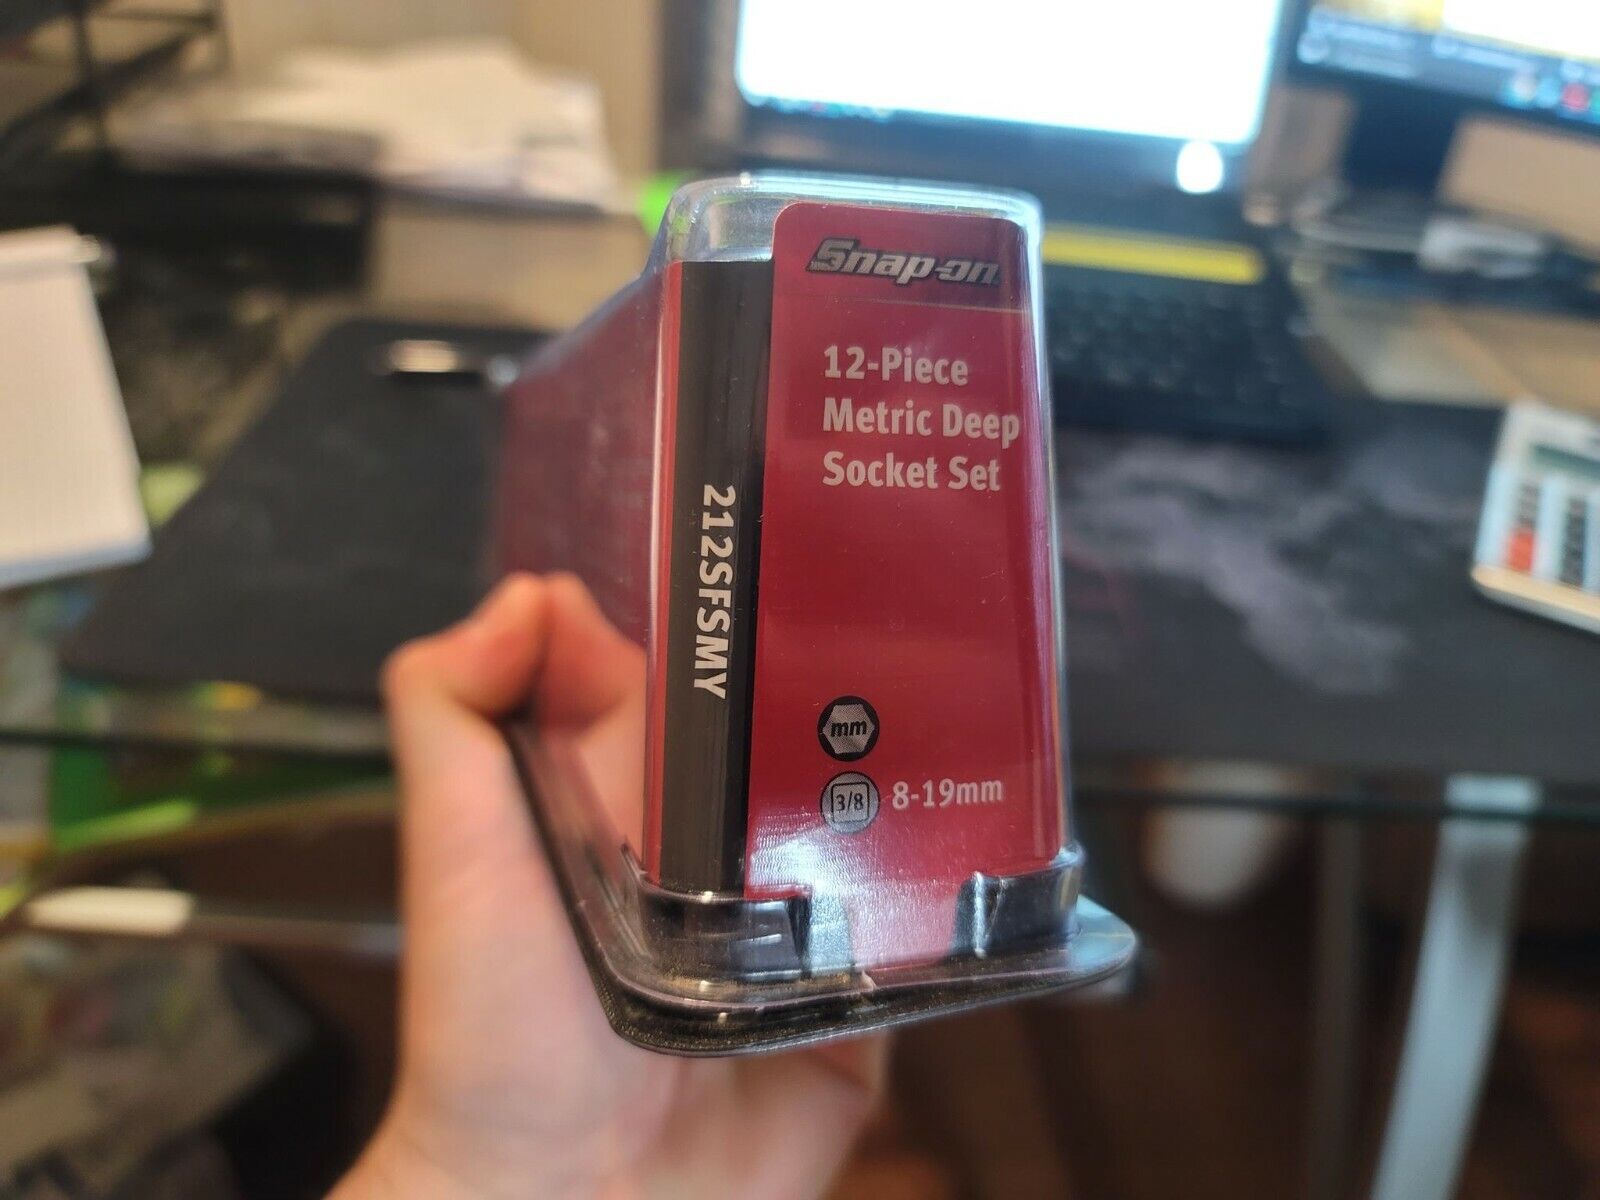 Snap-on
12-Piece
Metric Deep
Socket Set
212SFSMY
mm
3/8 8-19mm